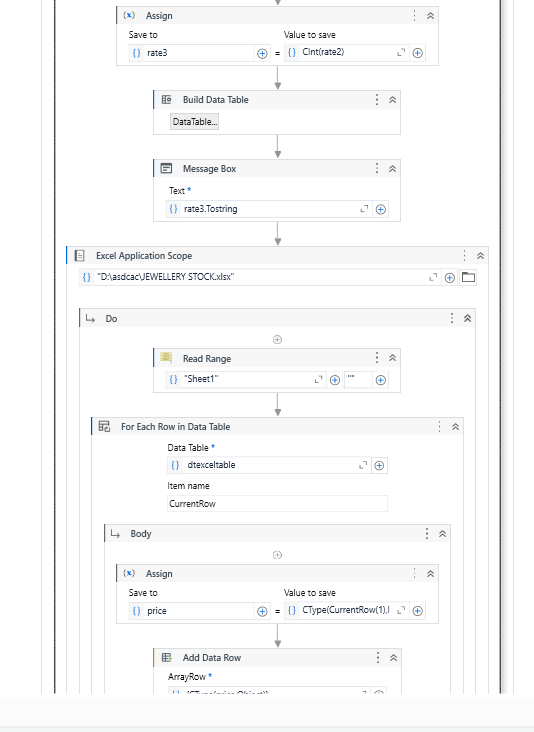 Assign
Save to
Value to save
rate3
=
CInt(rate2)
Build Data Table
DataTable...
Message Box
Text *
rate3.Tostring
Excel Application Scope
"D:\asdcac\JEWELLERY STOCK.xlsx"
Do
Read Range
"Sheet1"
""
For Each Row in Data Table
Data Table *
dtexceltable
Item name
CurrentRow
Body
Assign
Save to
Value to save
price
=
CType(CurrentRow(1),I
Add Data Row
ArrayRow *